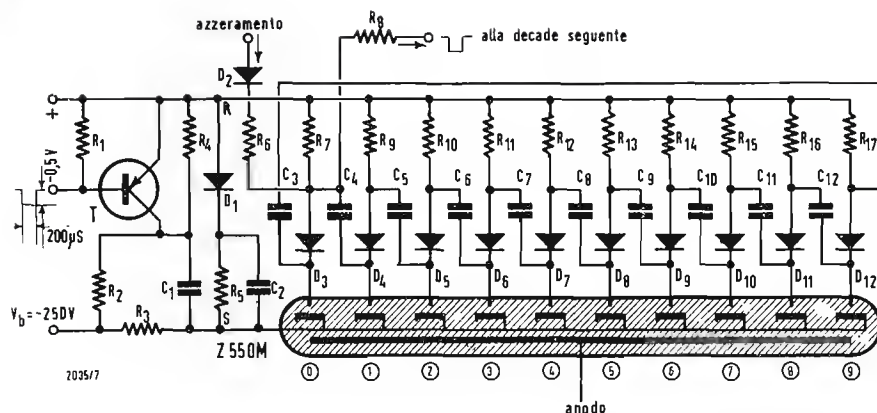 azzeramento
R8
alla decade seguente
D2
R
+
R1
R4
R6
R7
R9
R10
R11
R12
R13
R14
R15
R16
R17
-0,5V
C3
C4
C5
C6
C7
C8
C9
C10
C11
C12
T
D1
200µS
R2
C1
R5
C2
D3
D4
D5
D6
D7
D8
D9
D10
D11
D12
Vb=-250V
R3
S
Z550M
2035/7
0
1
2
3
4
5
6
7
8
9
anodo